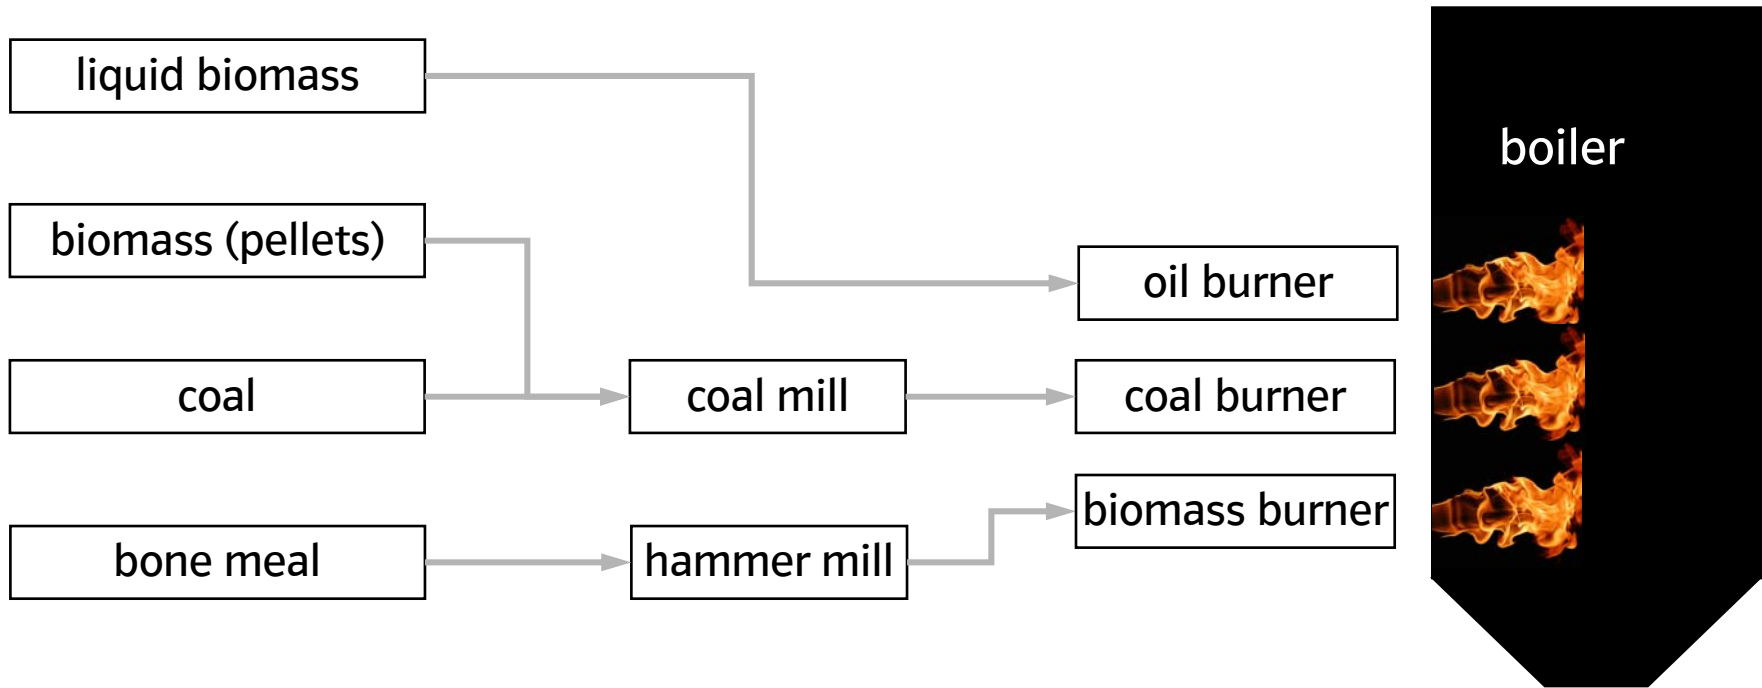 liquid biomass
boiler
biomass (pellets)
oil burner
coal
coal mill
coal burner
biomass burner
bone meal
hammer mill